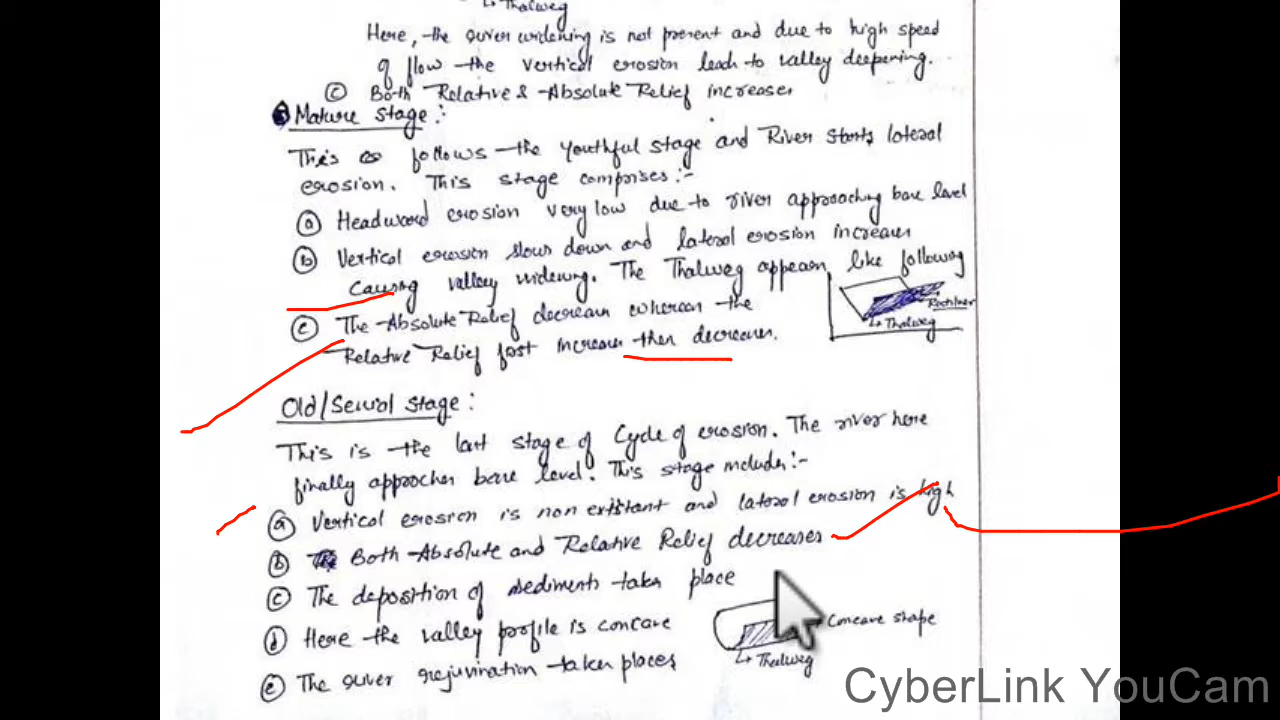 ↳ Thalweg
Here, the river widening is not present and due to high speed
of flow the vertical erosion leads to valley deepening.
(c) Both Relative & Absolute Relief increases
Mature Stage :-
This is follows the youthful stage and River starts lateral
erosion. This stage comprises :-
(a) Headward erosion very low due to river approaching base level
(b) Vertical erosion slows down and lateral erosion increases
causing valley widening. The Thalweg appears like following
Rectilinear
↳ Thalweg
(c) The Absolute Relief decreases whereas the
Relative Relief first increases then decreases.
Old/Senial Stage :
This is the last stage of Cycle of erosion. The river here
finally approaches base level. This stage includes :-
(a) Vertical erosion is non existant and lateral erosion is high
(b) Both Absolute and Relative Relief decreases
(c) The deposition of sediments takes place
(d) Here the valley profile is concave
Concave shape
↳ Thalweg
(e) The river rejuvination takes places
CyberLink YouCam